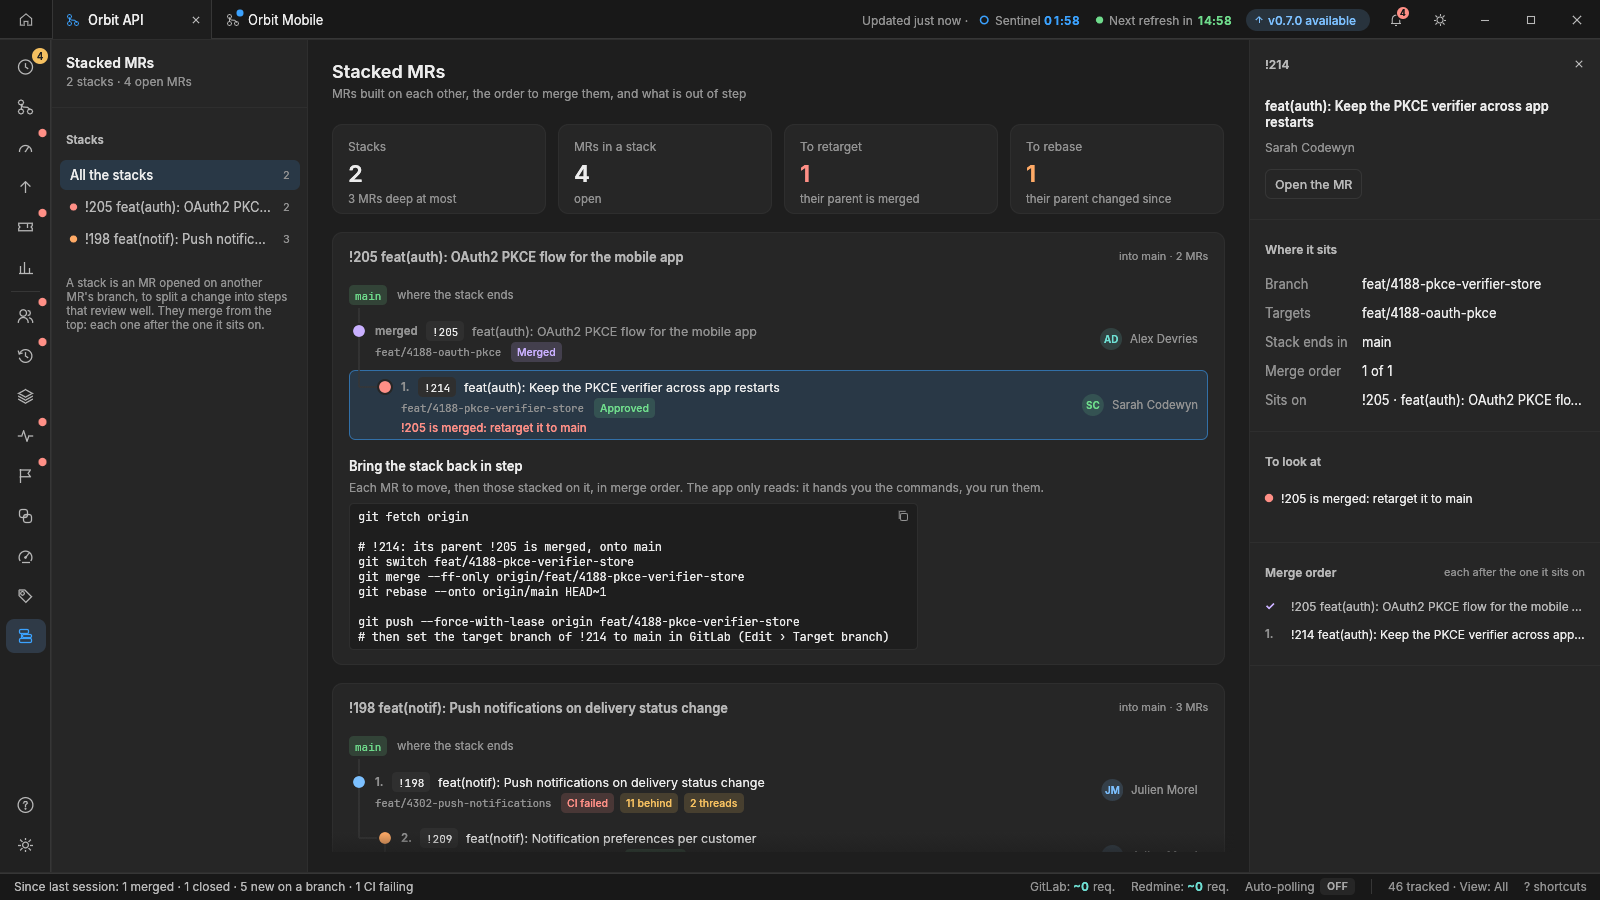 Orbit API
Orbit Mobile
Updated just now ·
Sentinel 01:58
Next refresh in 14:58
↑ v0.7.0 available
4
4
Stacked MRs
2 stacks · 4 open MRs
Stacks
All the stacks 2
!205 feat(auth): OAuth2 PKC... 2
!198 feat(notif): Push notific... 3
A stack is an MR opened on another
MR's branch, to split a change into steps
that review well. They merge from the
top: each one after the one it sits on.
Stacked MRs
MRs built on each other, the order to merge them, and what is out of step
Stacks
2
3 MRs deep at most
MRs in a stack
4
open
To retarget
1
their parent is merged
To rebase
1
their parent changed since
!205 feat(auth): OAuth2 PKCE flow for the mobile app
into main · 2 MRs
main where the stack ends
merged !205 feat(auth): OAuth2 PKCE flow for the mobile app
feat/4188-oauth-pkce Merged
AD Alex Devries
1. !214 feat(auth): Keep the PKCE verifier across app restarts
feat/4188-pkce-verifier-store Approved
!205 is merged: retarget it to main
SC Sarah Codewyn
Bring the stack back in step
Each MR to move, then those stacked on it, in merge order. The app only reads: it hands you the commands, you run them.
git fetch origin
# !214: its parent !205 is merged, onto main
git switch feat/4188-pkce-verifier-store
git merge --ff-only origin/feat/4188-pkce-verifier-store
git rebase --onto origin/main HEAD~1
git push --force-with-lease origin feat/4188-pkce-verifier-store
# then set the target branch of !214 to main in GitLab (Edit › Target branch)
!198 feat(notif): Push notifications on delivery status change
into main · 3 MRs
main where the stack ends
1. !198 feat(notif): Push notifications on delivery status change
feat/4302-push-notifications CI failed 11 behind 2 threads
JM Julien Morel
2. !209 feat(notif): Notification preferences per customer
!214
feat(auth): Keep the PKCE verifier across app
restarts
Sarah Codewyn
Open the MR
Where it sits
Branch feat/4188-pkce-verifier-store
Targets feat/4188-oauth-pkce
Stack ends in main
Merge order 1 of 1
Sits on !205 · feat(auth): OAuth2 PKCE flo...
To look at
!205 is merged: retarget it to main
Merge order each after the one it sits on
!205 feat(auth): OAuth2 PKCE flow for the mobile ...
1. !214 feat(auth): Keep the PKCE verifier across app...
Since last session: 1 merged · 1 closed · 5 new on a branch · 1 CI failing
GitLab: ~0 req.
Redmine: ~0 req.
Auto-polling OFF
46 tracked · View: All
? shortcuts